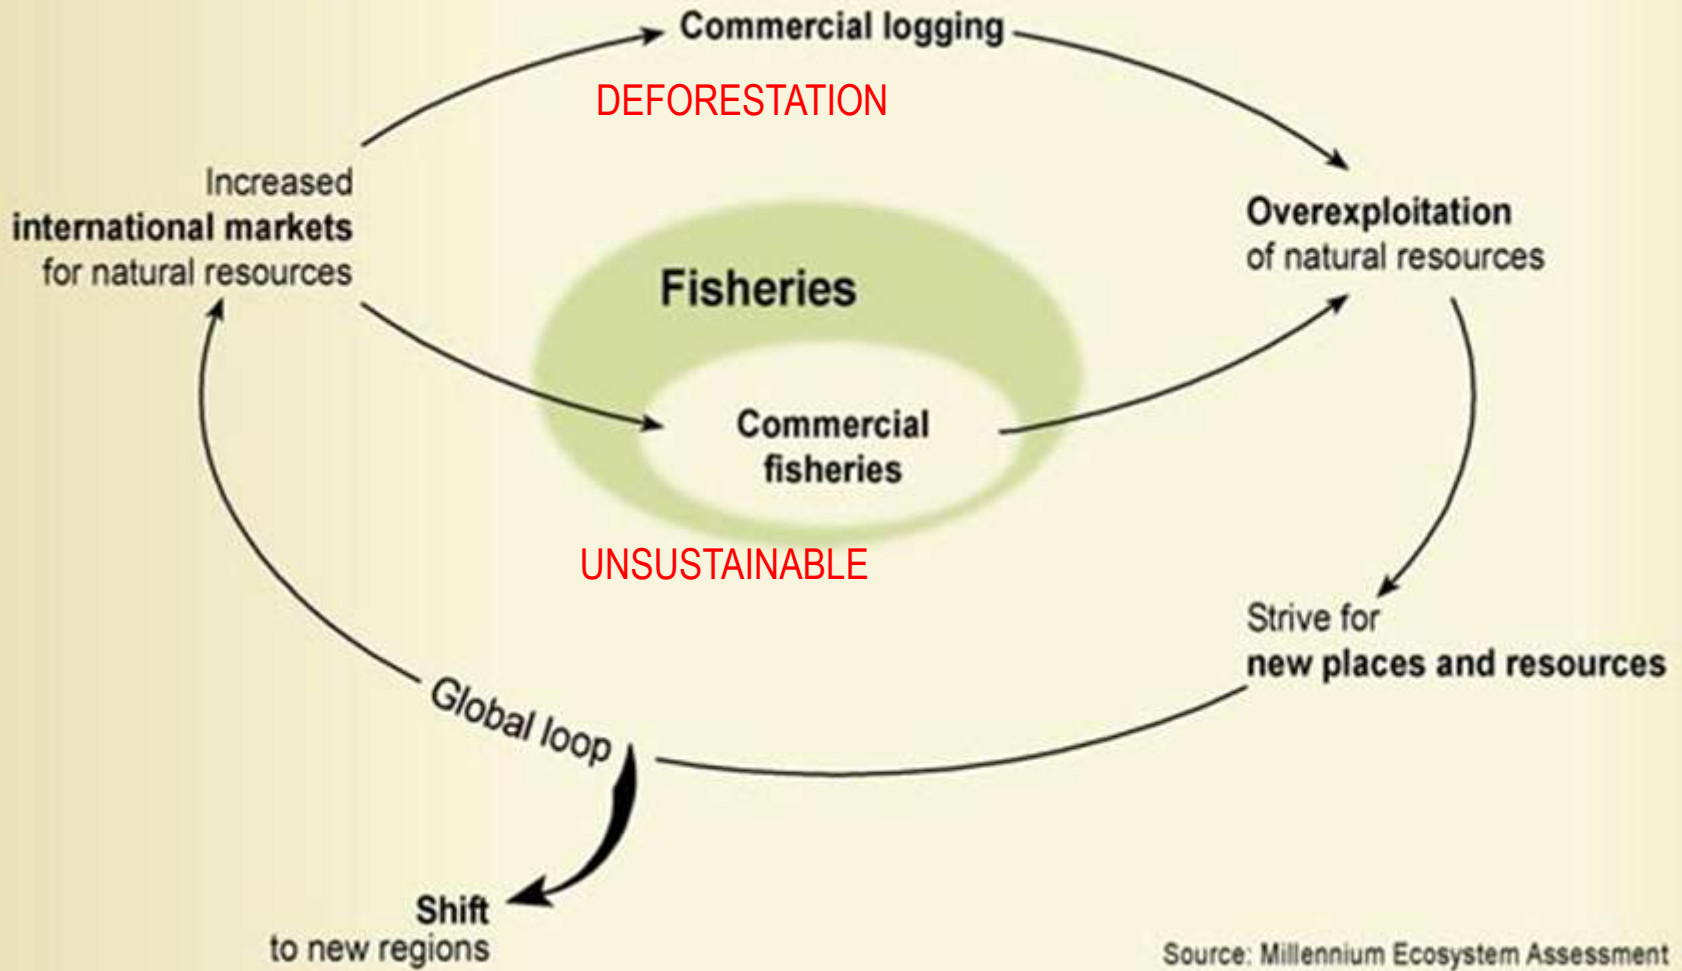 Commercial logging
DEFORESTATION
Increased
international markets
for natural resources
Overexploitation
of natural resources
Fisheries
Commercial
fisheries
UNSUSTAINABLE
Strive for
new places and resources
Global loop
Shift
to new regions
Source: Millennium Ecosystem Assessment